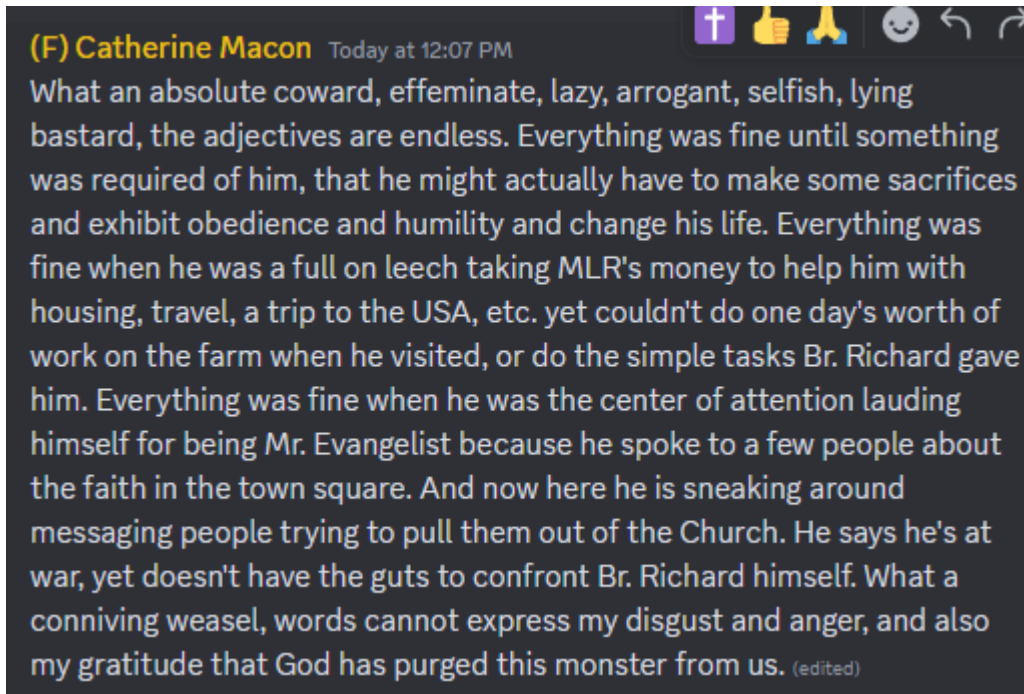 (F) Catherine Macon Today at 12:07 PM
What an absolute coward, effeminate, lazy, arrogant, selfish, lying
bastard, the adjectives are endless. Everything was fine until something
was required of him, that he might actually have to make some sacrifices
and exhibit obedience and humility and change his life. Everything was
fine when he was a full on leech taking MLR's money to help him with
housing, travel, a trip to the USA, etc. yet couldn't do one day's worth of
work on the farm when he visited, or do the simple tasks Br. Richard gave
him. Everything was fine when he was the center of attention lauding
himself for being Mr. Evangelist because he spoke to a few people about
the faith in the town square. And now here he is sneaking around
messaging people trying to pull them out of the Church. He says he's at
war, yet doesn't have the guts to confront Br. Richard himself. What a
conniving weasel, words cannot express my disgust and anger, and also
my gratitude that God has purged this monster from us. (edited)